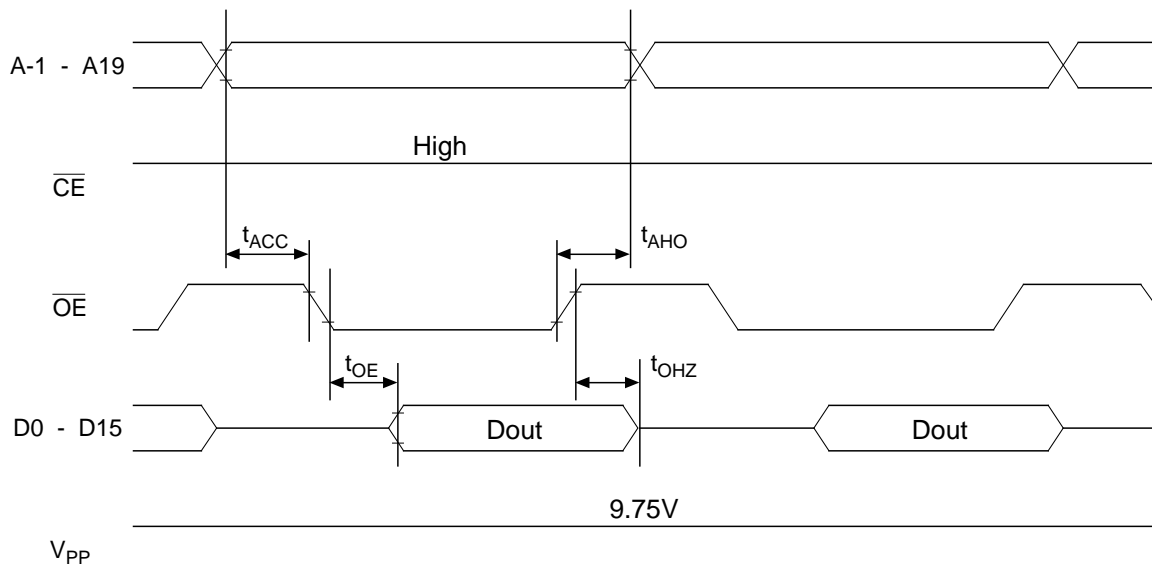 A-1 - A19
High
CE
tACC
tAHO
OE
tOE
tOHZ
D0 - D15
Dout
Dout
9.75V
VPP